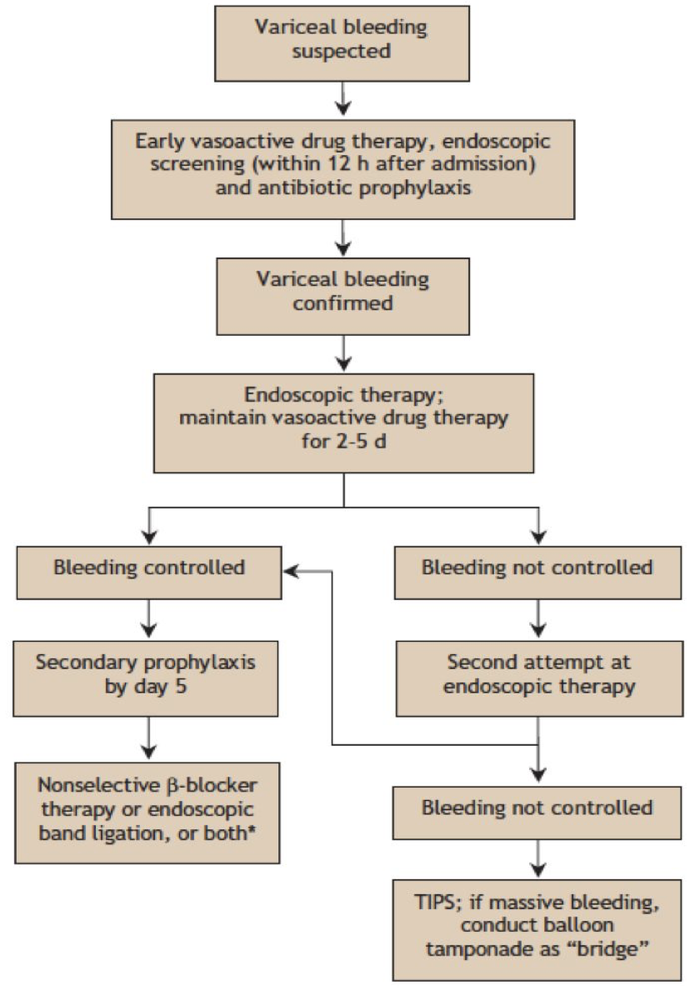 Variceal bleeding
suspected
Early vasoactive drug therapy, endoscopic
screening (within 12 h after admission)
and antibiotic prophylaxis
Variceal bleeding
confirmed
Endoscopic therapy;
maintain vasoactive drug therapy
for 2–5 d
Bleeding controlled
Bleeding not controlled
Secondary prophylaxis
by day 5
Second attempt at
endoscopic therapy
Nonselective β-blocker
therapy or endoscopic
band ligation, or both*
Bleeding not controlled
TIPS; if massive bleeding,
conduct balloon
tamponade as “bridge”